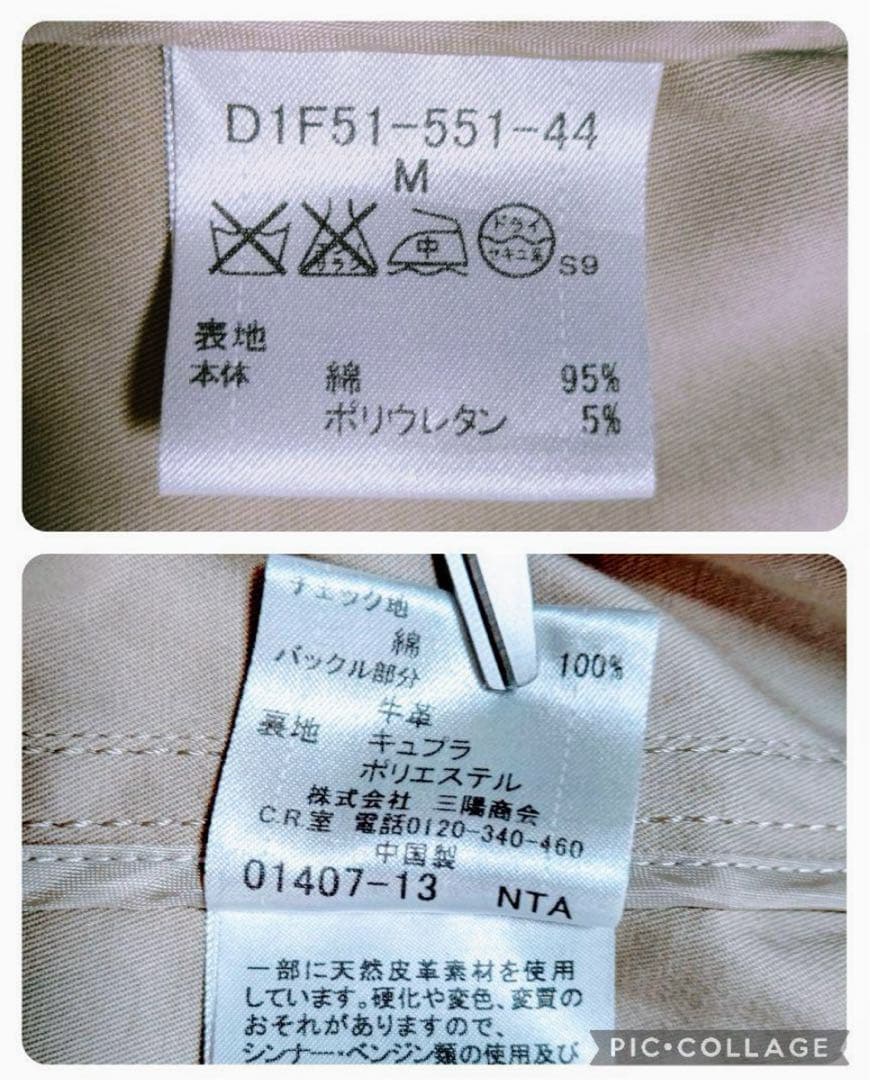 D1F51-551-44
M
中
ドライ
セキユ系
S9
表地
本体 綿 95%
ポリウレタン 5%
チェック地
綿 100%
バックル部分
牛革
裏地 キュプラ
ポリエステル
株式会社 三陽商会
C.R.室 電話0120-340-460
中国製
01407-13 NTA
一部に天然皮革素材を使用
しています。硬化や変色、変質の
おそれがありますので、
シンナー・ベンジン類の使用及び
PIC•COLLAGE